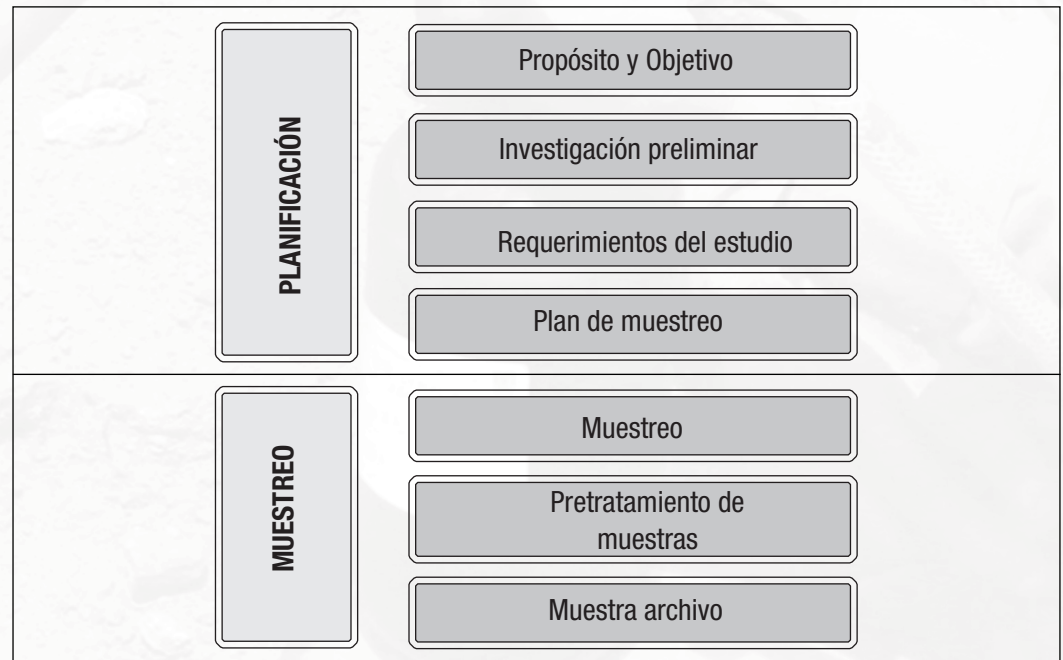 PLANIFICACIÓN
Propósito y Objetivo
Investigación preliminar
Requerimientos del estudio
Plan de muestreo
MUESTREO
Muestreo
Pretratamiento de
muestras
Muestra archivo